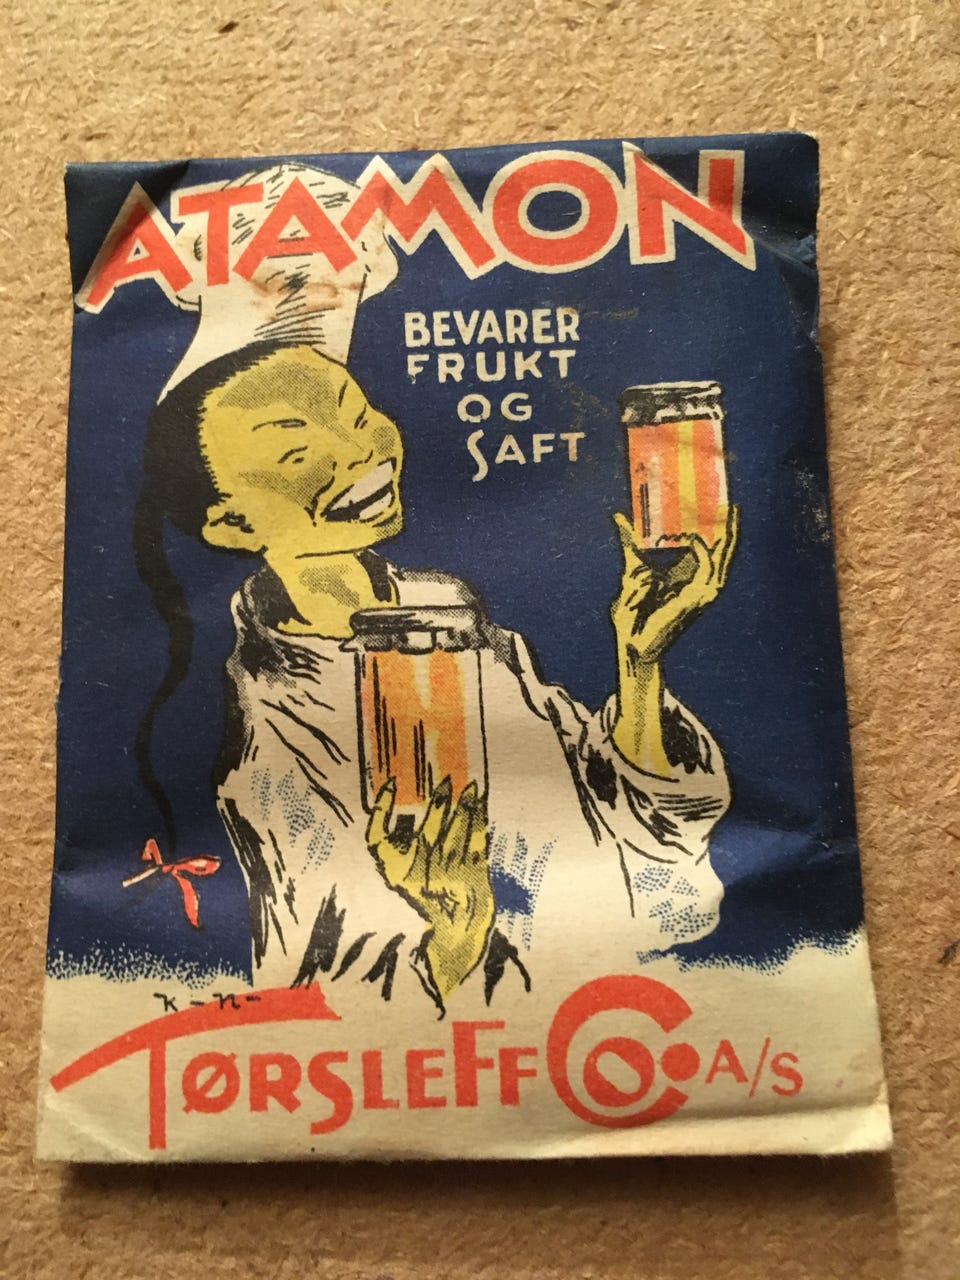 ATAMON
BEVARER
FRUKT
OG
SAFT
K-N-
TØRSLEFF Co. A/S